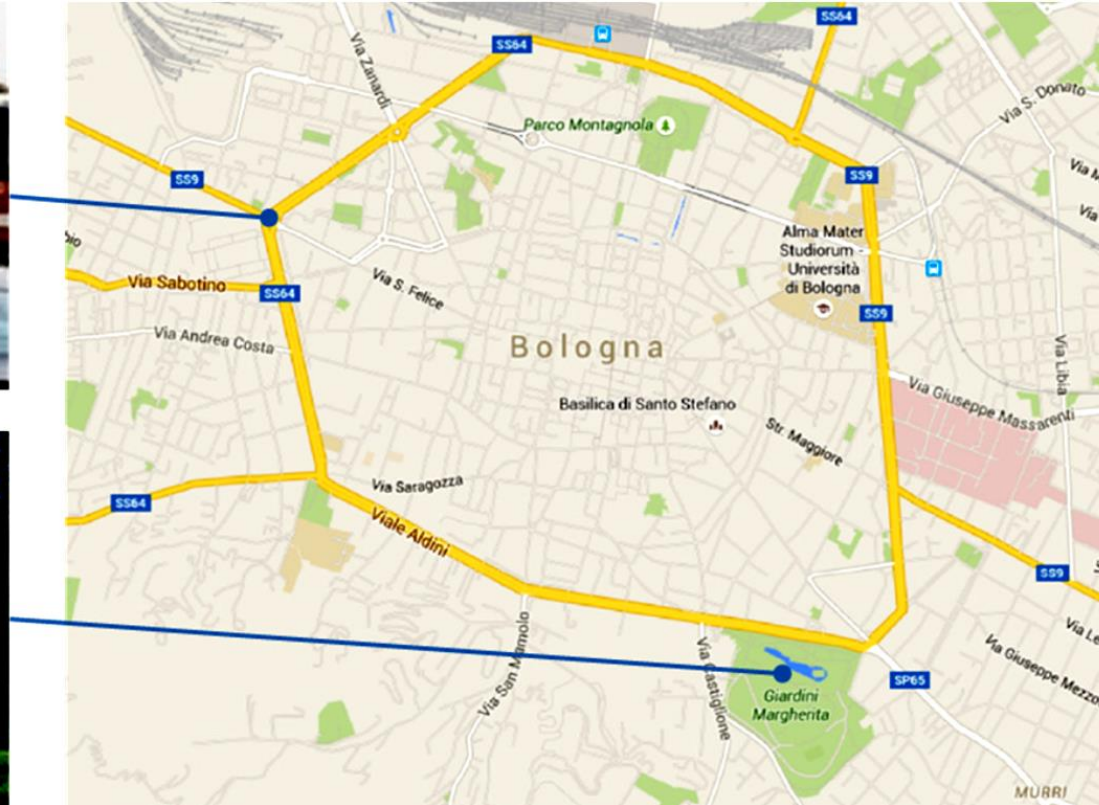 SS64
SS64
Via Zanardi
Via S. Donato
Parco Montagnola
SS9
SS9
Alma Mater
Studiorum -
Università
di Bologna
Via Sabotino
SS64
Via S. Felice
SS9
Via Andrea Costa
Bologna
Via Libia
Via Giuseppe Massarenti
Basilica di Santo Stefano
Str. Maggiore
Via Saragozza
SS64
Viale Aldini
SS9
Via San Mamolo
Via Castiglione
Via Giuseppe Mezzo
SP65
Giardini
Margherita
MURRI